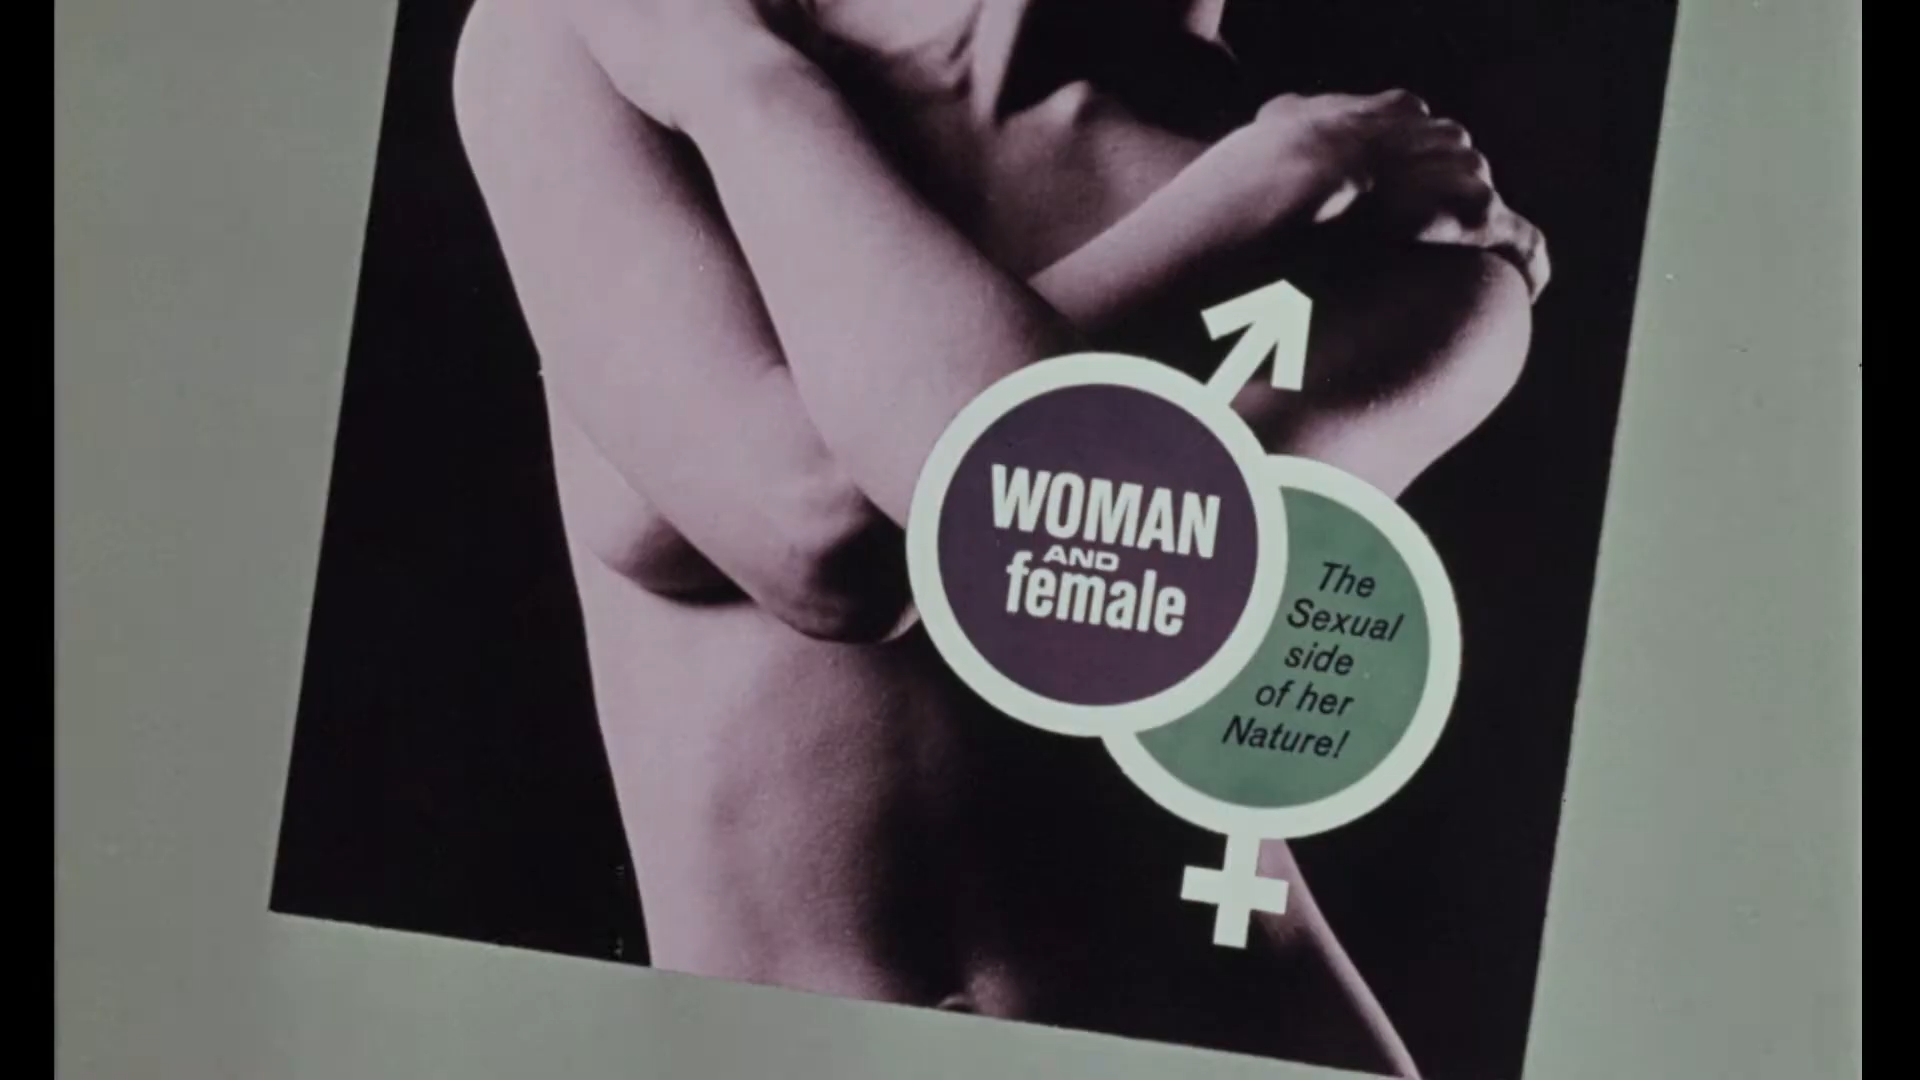 WOMAN
AND
female
The
Sexual
side
of her
Nature!